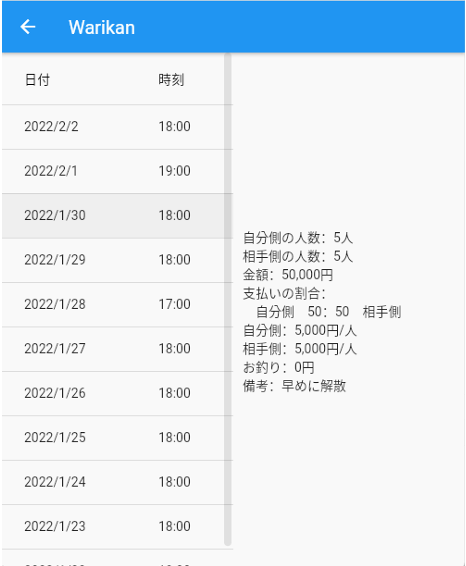 Warikan
日付 時刻
2022/2/2 18:00
2022/2/1 19:00
2022/1/30 18:00
2022/1/29 18:00
2022/1/28 17:00
2022/1/27 18:00
2022/1/26 18:00
2022/1/25 18:00
2022/1/24 18:00
2022/1/23 18:00
自分側の人数：5人
相手側の人数：5人
金額：50,000円
支払いの割合：
自分側　50：50　相手側
自分側：5,000円/人
相手側：5,000円/人
お釣り：0円
備考：早めに解散